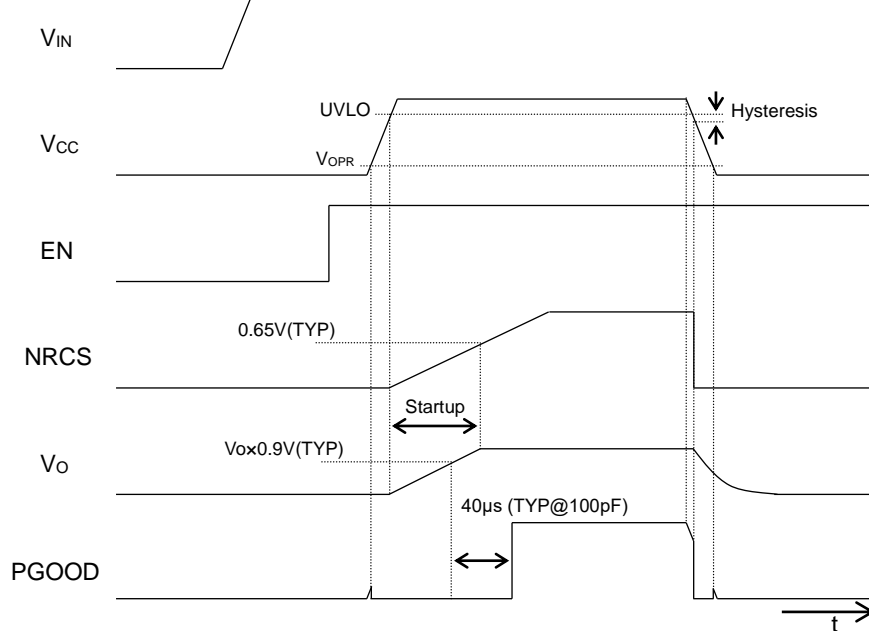 VIN
UVLO
Hysteresis
VCC
VOPR
EN
0.65V(TYP)
NRCS
Startup
Vo×0.9V(TYP)
VO
40µs (TYP@100pF)
PGOOD
t